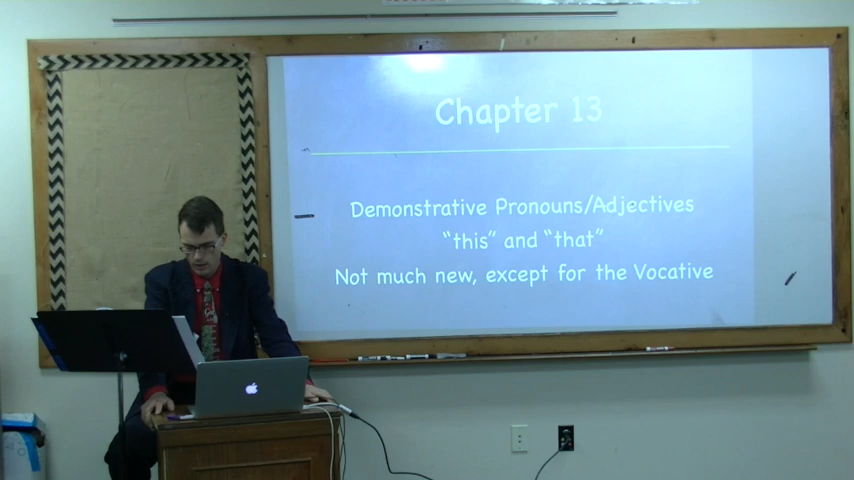 Chapter 13
Demonstrative Pronouns/Adjectives
“this” and “that”
Not much new, except for the Vocative